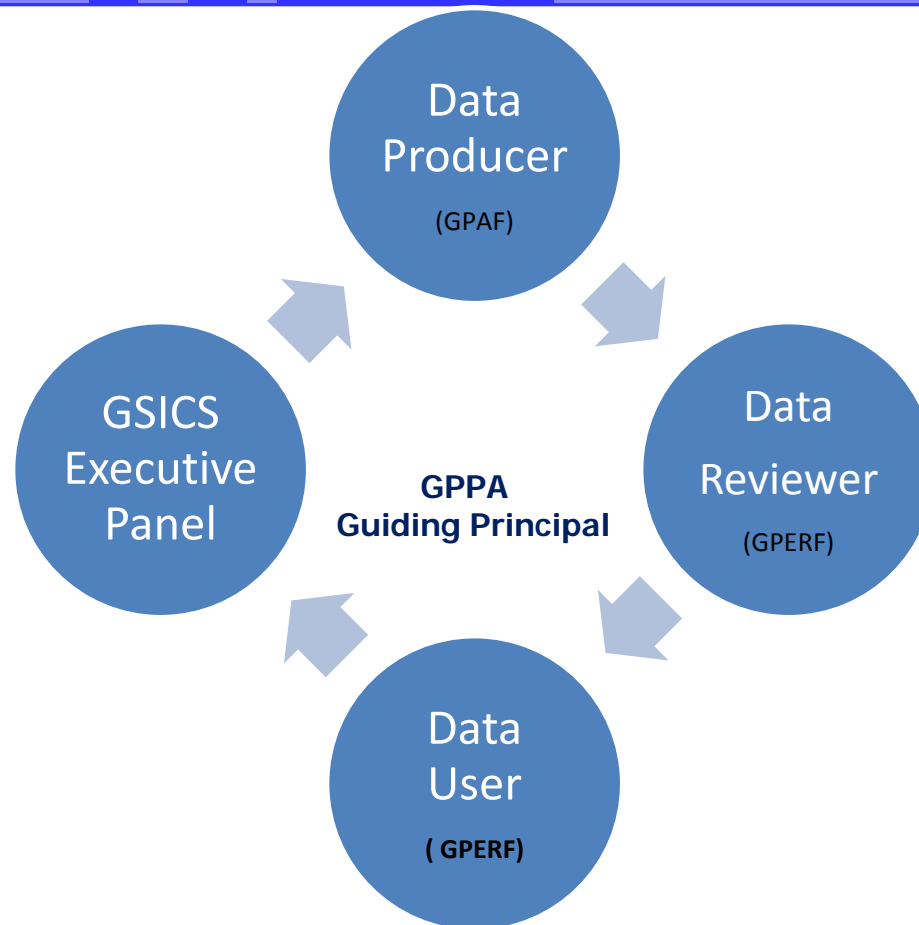 Data
Producer
(GPAF)
GSICS
Executive
Panel
GPPA
Guiding Principal
Data
Reviewer
(GPERF)
Data
User
( GPERF)